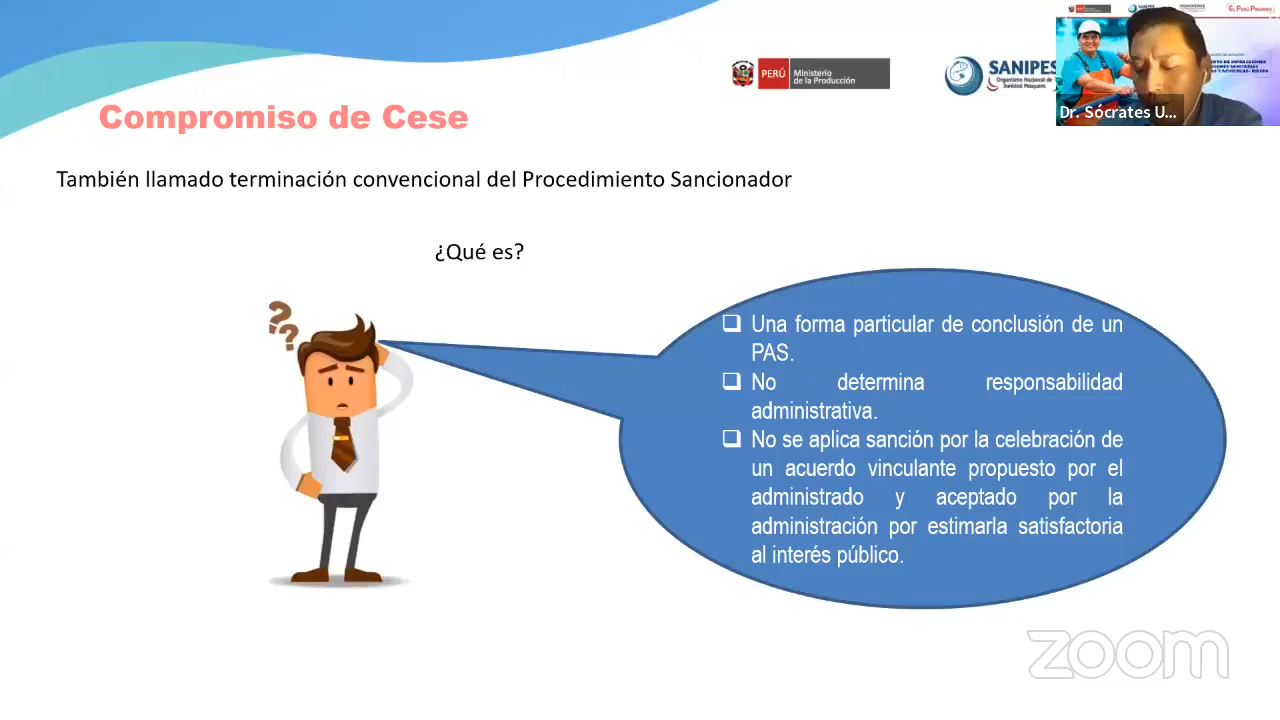 EL PERÚ PRIMERO
PERÚ
Ministerio
de la Producción
SANIPES
Organismo Nacional de
Sanidad Pesquera
Dr. Sócrates U...
Compromiso de Cese
También llamado terminación convencional del Procedimiento Sancionador
¿Qué es?
??
❑ Una forma particular de conclusión de un
PAS.
❑ No determina responsabilidad
administrativa.
❑ No se aplica sanción por la celebración de
un acuerdo vinculante propuesto por el
administrado y aceptado por la
administración por estimarla satisfactoria
al interés público.
zoom